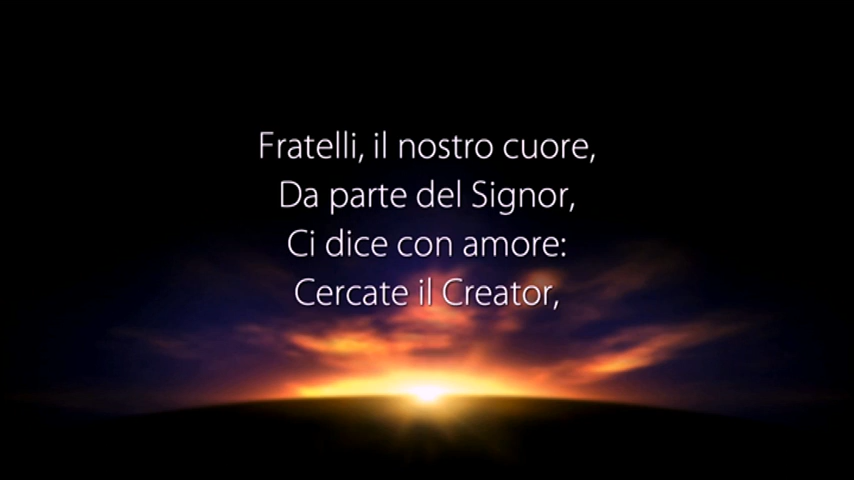 Fratelli, il nostro cuore,
Da parte del Signor,
Ci dice con amore:
Cercate il Creator,